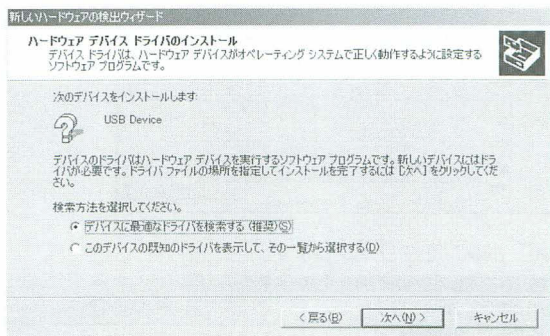 新しいハードウェアの検出ウィザード
ハードウェア デバイス ドライバのインストール
デバイス ドライバは、ハードウェア デバイスがオペレーティング システムで正しく動作するように設定する
ソフトウェア プログラムです。
次のデバイスをインストールします:
USB Device
デバイスのドライバはハードウェア デバイスを実行するソフトウェア プログラムです。新しいデバイスにはドラ
イバが必要です。ドライバ ファイルの場所を指定してインストールを完了するには [次へ] をクリックしてくだ
さい。
検索方法を選択してください。
デバイスに最適なドライバを検索する (推奨)(S)
このデバイスの既知のドライバを表示して、その一覧から選択する(D)
< 戻る(B)
次へ(N) >
キャンセル